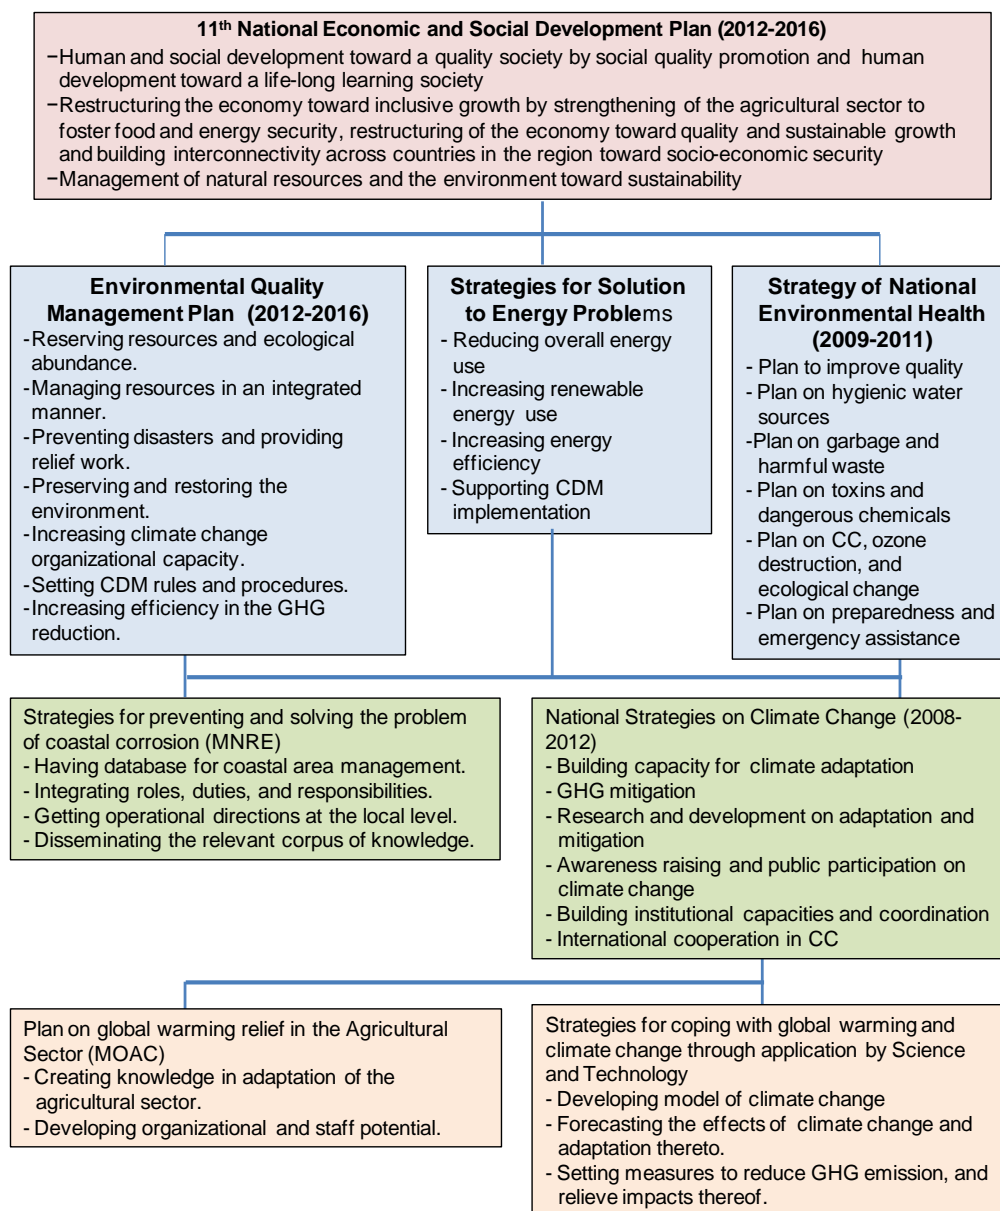 11th National Economic and Social Development Plan (2012-2016)
−Human and social development toward a quality society by social quality promotion and human
development toward a life-long learning society
−Restructuring the economy toward inclusive growth by strengthening of the agricultural sector to
foster food and energy security, restructuring of the economy toward quality and sustainable growth
and building interconnectivity across countries in the region toward socio-economic security
−Management of natural resources and the environment toward sustainability
Environmental Quality
Management Plan (2012-2016)
-Reserving resources and ecological
abundance.
-Managing resources in an integrated
manner.
-Preventing disasters and providing
relief work.
-Preserving and restoring the
environment.
-Increasing climate change
organizational capacity.
-Setting CDM rules and procedures.
-Increasing efficiency in the GHG
reduction.
Strategies for Solution
to Energy Problems
- Reducing overall energy
use
- Increasing renewable
energy use
- Increasing energy
efficiency
- Supporting CDM
implementation
Strategy of National
Environmental Health
(2009-2011)
- Plan to improve quality
- Plan on hygienic water
sources
-Plan on garbage and
harmful waste
- Plan on toxins and
dangerous chemicals
- Plan on CC, ozone
destruction, and
ecological change
- Plan on preparedness and
emergency assistance
Strategies for preventing and solving the problem
of coastal corrosion (MNRE)
- Having database for coastal area management.
- Integrating roles, duties, and responsibilities.
- Getting operational directions at the local level.
- Disseminating the relevant corpus of knowledge.
National Strategies on Climate Change (2008-
2012)
- Building capacity for climate adaptation
- GHG mitigation
- Research and development on adaptation and
mitigation
- Awareness raising and public participation on
climate change
- Building institutional capacities and coordination
- International cooperation in CC
Plan on global warming relief in the Agricultural
Sector (MOAC)
- Creating knowledge in adaptation of the
agricultural sector.
- Developing organizational and staff potential.
Strategies for coping with global warming and
climate change through application by Science
and Technology
- Developing model of climate change
- Forecasting the effects of climate change and
adaptation thereto.
- Setting measures to reduce GHG emission, and
relieve impacts thereof.